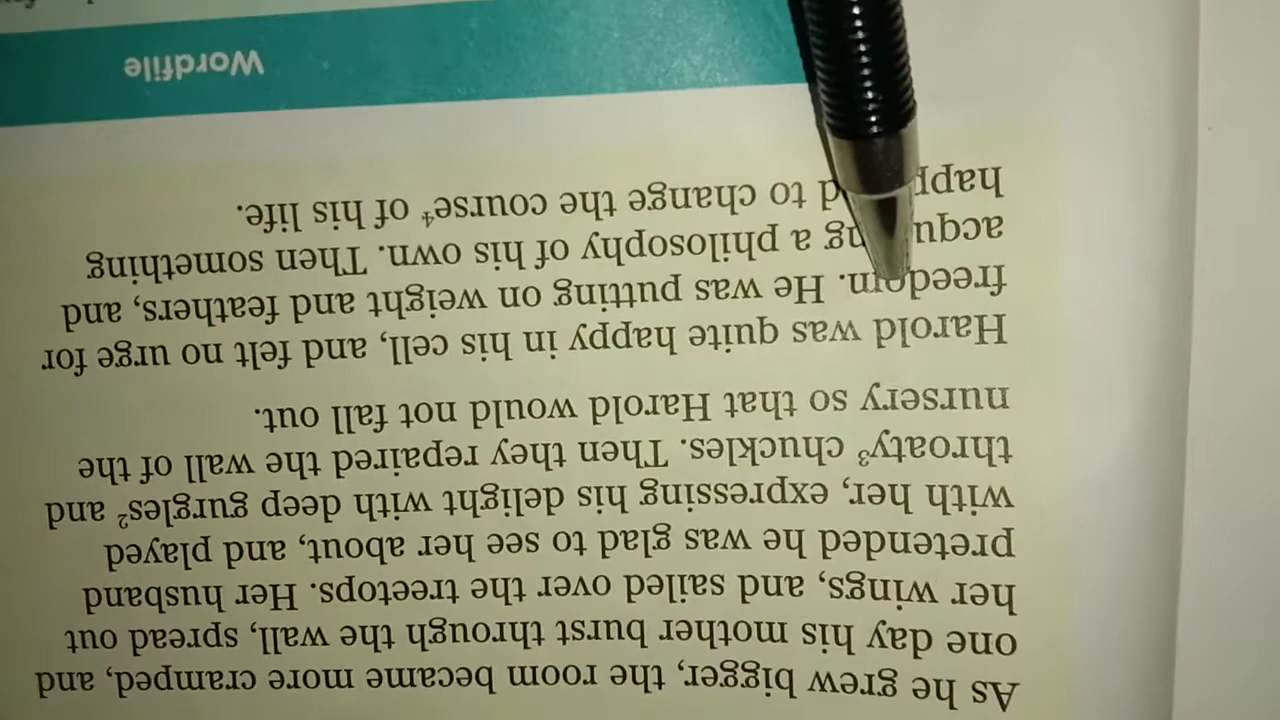 As he grew bigger, the room became more cramped, and
one day his mother burst through the wall, spread out
her wings, and sailed over the treetops. Her husband
pretended he was glad to see her about, and played
with her, expressing his delight with deep gurgles² and
throaty³ chuckles. Then they repaired the wall of the
nursery so that Harold would not fall out.
Harold was quite happy in his cell, and felt no urge for
freedom. He was putting on weight and feathers, and
a philosophy of his own. Then something
to change the course⁴ of his life.
Wordfile